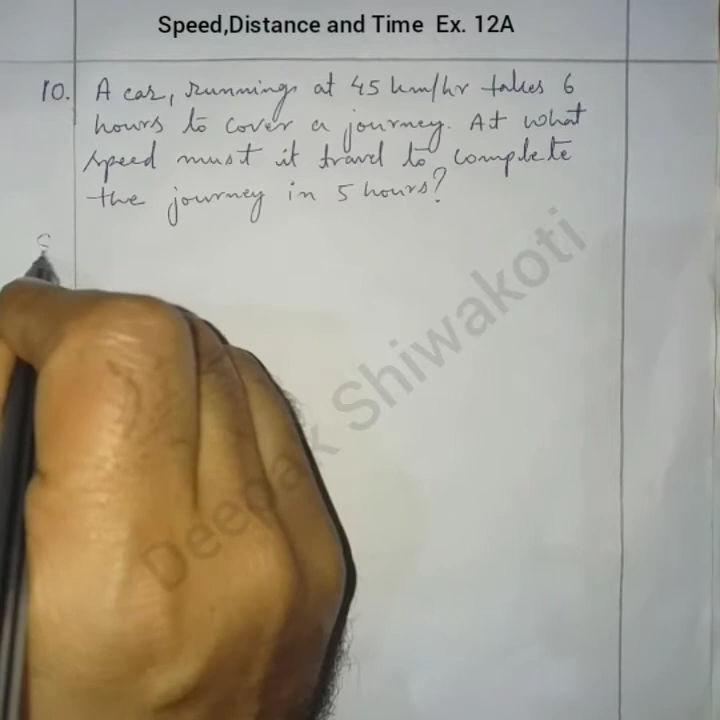 Speed,Distance and Time Ex. 12A
10. A car, running at 45 km/hr takes 6
hours to cover a journey. At what
speed must it travel to complete
the journey in 5 hours?
S
Deepak Shiwakoti